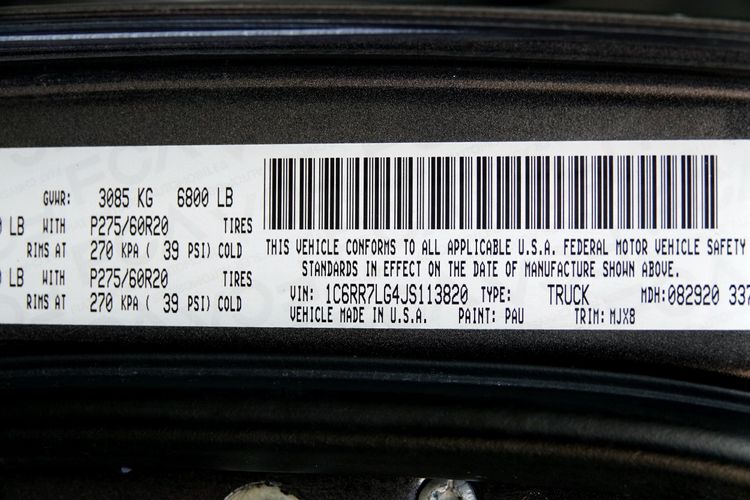 GVWR: 3085 KG 6800 LB
LB WITH P275/60R20 TIRES
RIMS AT 270 KPA ( 39 PSI) COLD
LB WITH P275/60R20 TIRES
RIMS AT 270 KPA ( 39 PSI) COLD
THIS VEHICLE CONFORMS TO ALL APPLICABLE U.S.A. FEDERAL MOTOR VEHICLE SAFETY
STANDARDS IN EFFECT ON THE DATE OF MANUFACTURE SHOWN ABOVE.
VIN: 1C6RR7LG4JS113820 TYPE: TRUCK MDH:082920 337
VEHICLE MADE IN U.S.A. PAINT: PAU TRIM: MJX8